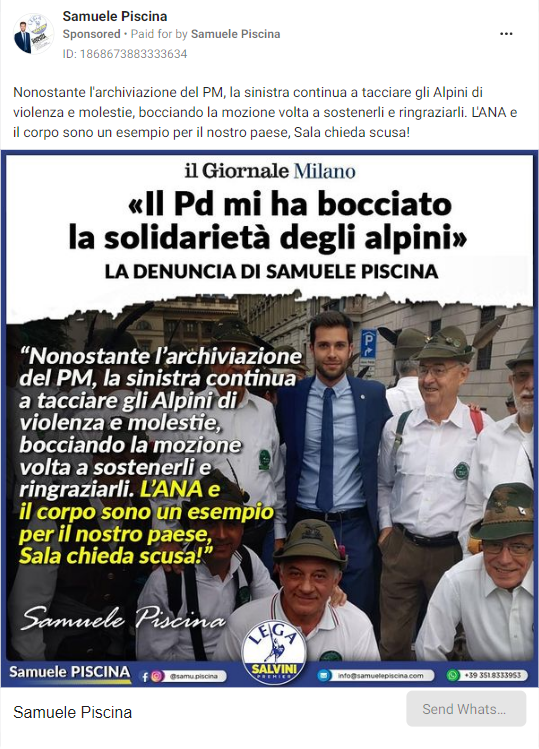 Samuele Piscina
Sponsored • Paid for by Samuele Piscina
ID: 1868673883333634
Nonostante l'archiviazione del PM, la sinistra continua a tacciare gli Alpini di
violenza e molestie, bocciando la mozione volta a sostenerli e ringraziarli. L'ANA e
il corpo sono un esempio per il nostro paese, Sala chieda scusa!
il Giornale Milano
«Il Pd mi ha bocciato
la solidarietà degli alpini»
LA DENUNCIA DI SAMUELE PISCINA
P
“Nonostante l’archiviazione
del PM, la sinistra continua
a tacciare gli Alpini di
violenza e molestie,
bocciando la mozione
volta a sostenerli e
ringraziarli. L’ANA e
il corpo sono un esempio
per il nostro paese,
Sala chieda scusa!”
Samuele Piscina
LEGA
SALVINI
PREMIER
Samuele PISCINA
@samu.piscina
info@samuelepiscina.com
+39 351.8333953
Samuele Piscina
Send Whats...